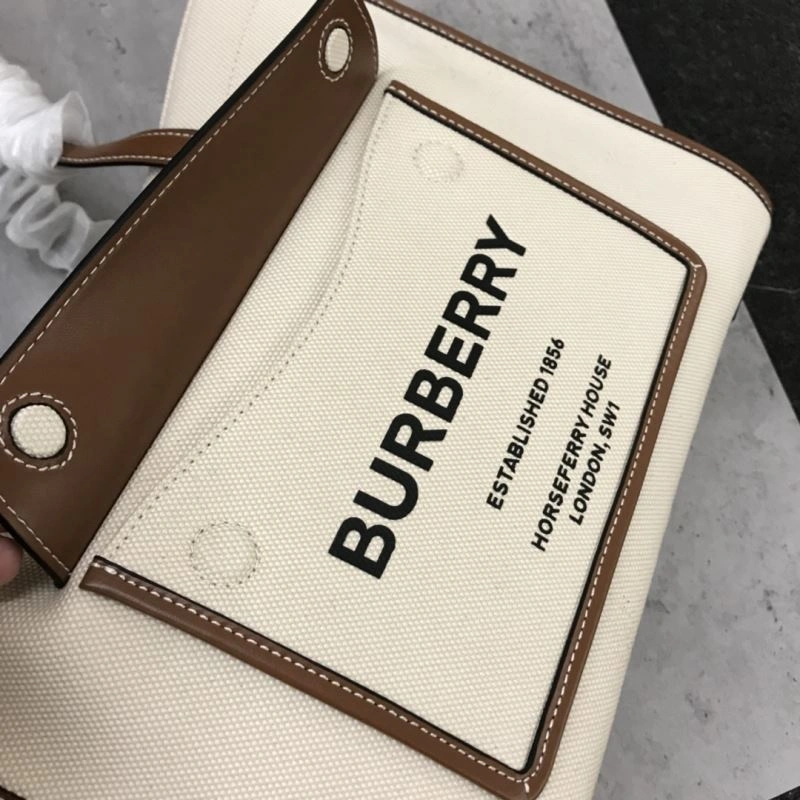 BURBERRY
ESTABLISHED 1856
HORSEFERRY HOUSE
LONDON, SW1